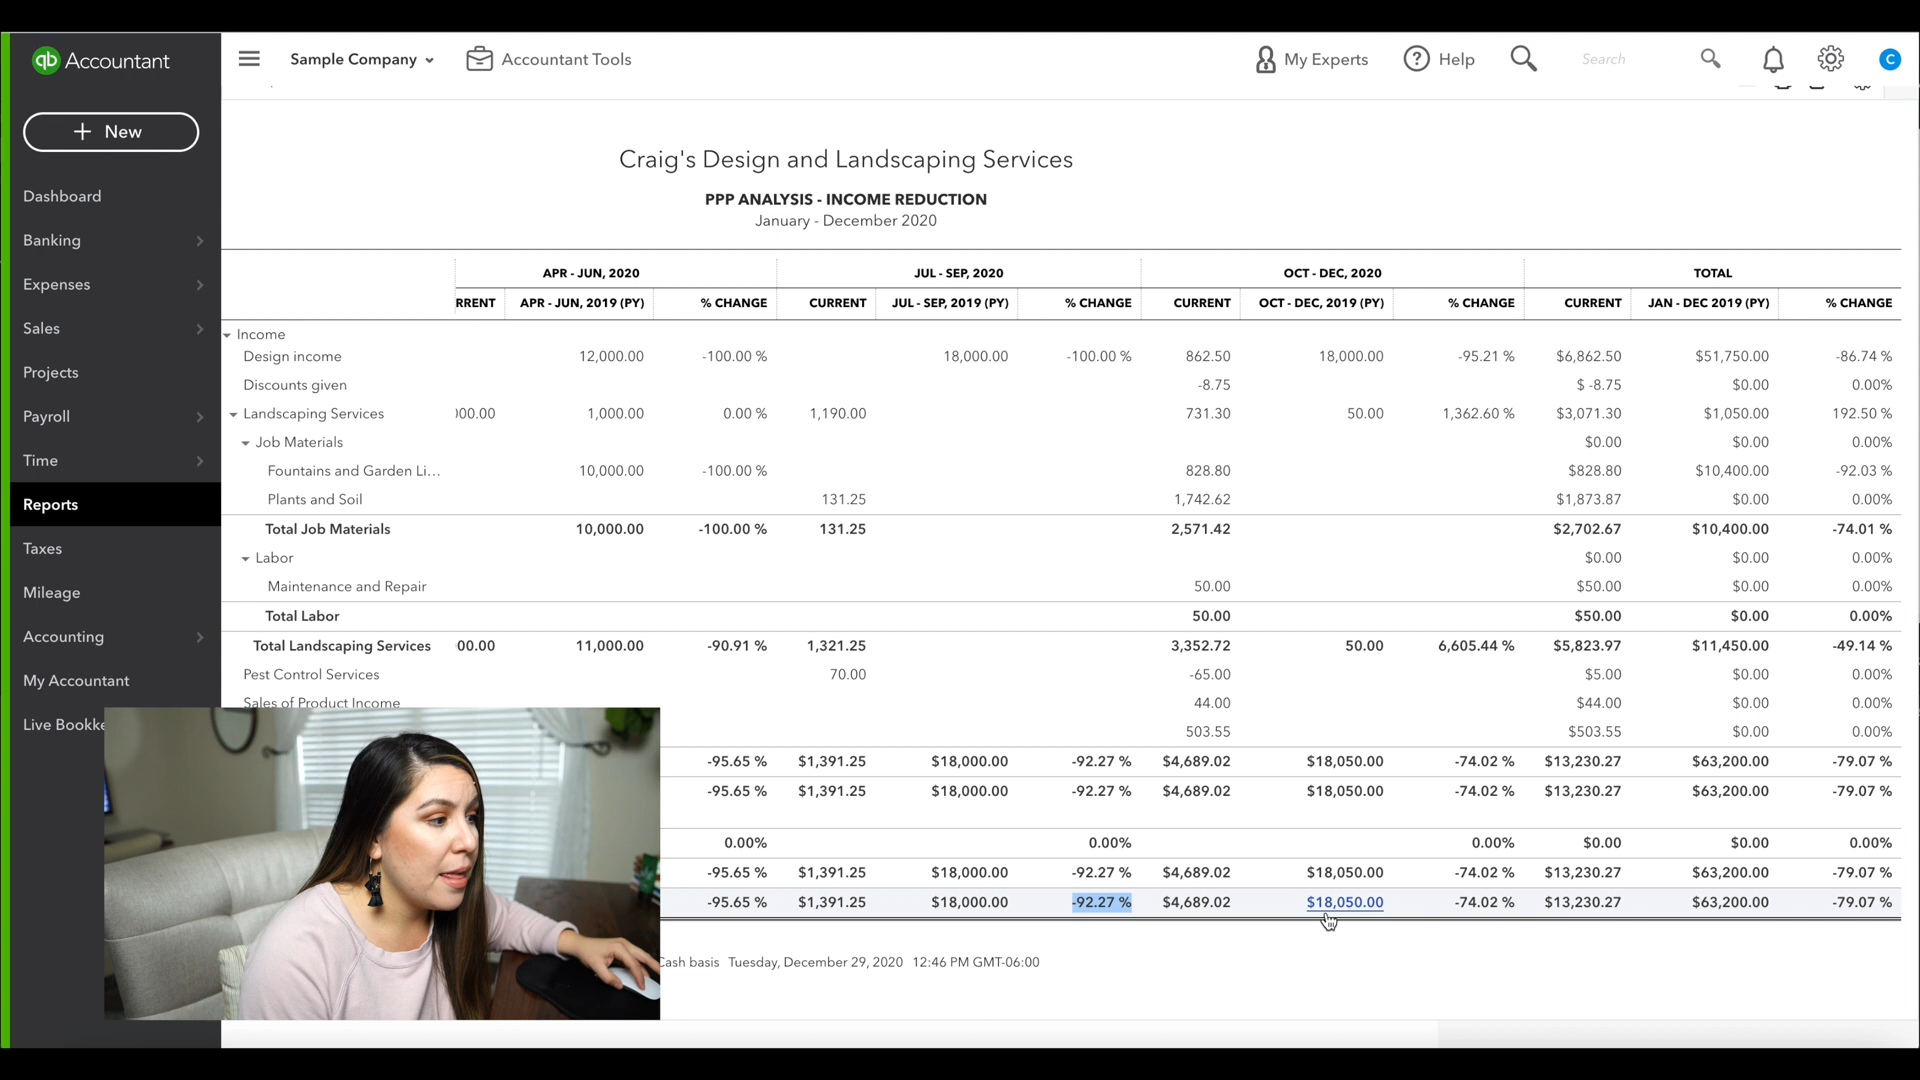 qb Accountant
Sample Company
Accountant Tools
My Experts
Help
Search
C
+ New
Dashboard
Banking
Expenses
Sales
Projects
Payroll
Time
Reports
Taxes
Mileage
Accounting
My Accountant
Live Bookke
Craig's Design and Landscaping Services
PPP ANALYSIS - INCOME REDUCTION
January - December 2020
APR - JUN, 2020 JUL - SEP, 2020 OCT - DEC, 2020 TOTAL
RRENT APR - JUN, 2019 (PY) % CHANGE CURRENT JUL - SEP, 2019 (PY) % CHANGE CURRENT OCT - DEC, 2019 (PY) % CHANGE CURRENT JAN - DEC 2019 (PY) % CHANGE
Income
Design income 12,000.00 -100.00 % 18,000.00 -100.00 % 862.50 18,000.00 -95.21 % $6,862.50 $51,750.00 -86.74 %
Discounts given -8.75 $ -8.75 $0.00 0.00%
Landscaping Services 00.00 1,000.00 0.00 % 1,190.00 731.30 50.00 1,362.60 % $3,071.30 $1,050.00 192.50 %
Job Materials $0.00 $0.00 0.00%
Fountains and Garden Li... 10,000.00 -100.00 % 828.80 $828.80 $10,400.00 -92.03 %
Plants and Soil 131.25 1,742.62 $1,873.87 $0.00 0.00%
Total Job Materials 10,000.00 -100.00 % 131.25 2,571.42 $2,702.67 $10,400.00 -74.01 %
Labor $0.00 $0.00 0.00%
Maintenance and Repair 50.00 $50.00 $0.00 0.00%
Total Labor 50.00 $50.00 $0.00 0.00%
Total Landscaping Services 00.00 11,000.00 -90.91 % 1,321.25 3,352.72 50.00 6,605.44 % $5,823.97 $11,450.00 -49.14 %
Pest Control Services 70.00 -65.00 $5.00 $0.00 0.00%
Sales of Product Income 44.00 $44.00 $0.00 0.00%
503.55 $503.55 $0.00 0.00%
-95.65 % $1,391.25 $18,000.00 -92.27 % $4,689.02 $18,050.00 -74.02 % $13,230.27 $63,200.00 -79.07 %
-95.65 % $1,391.25 $18,000.00 -92.27 % $4,689.02 $18,050.00 -74.02 % $13,230.27 $63,200.00 -79.07 %
0.00% 0.00% 0.00% $0.00 $0.00 0.00%
-95.65 % $1,391.25 $18,000.00 -92.27 % $4,689.02 $18,050.00 -74.02 % $13,230.27 $63,200.00 -79.07 %
-95.65 % $1,391.25 $18,000.00 -92.27 % $4,689.02 $18,050.00 -74.02 % $13,230.27 $63,200.00 -79.07 %
Cash basis Tuesday, December 29, 2020 12:46 PM GMT-06:00